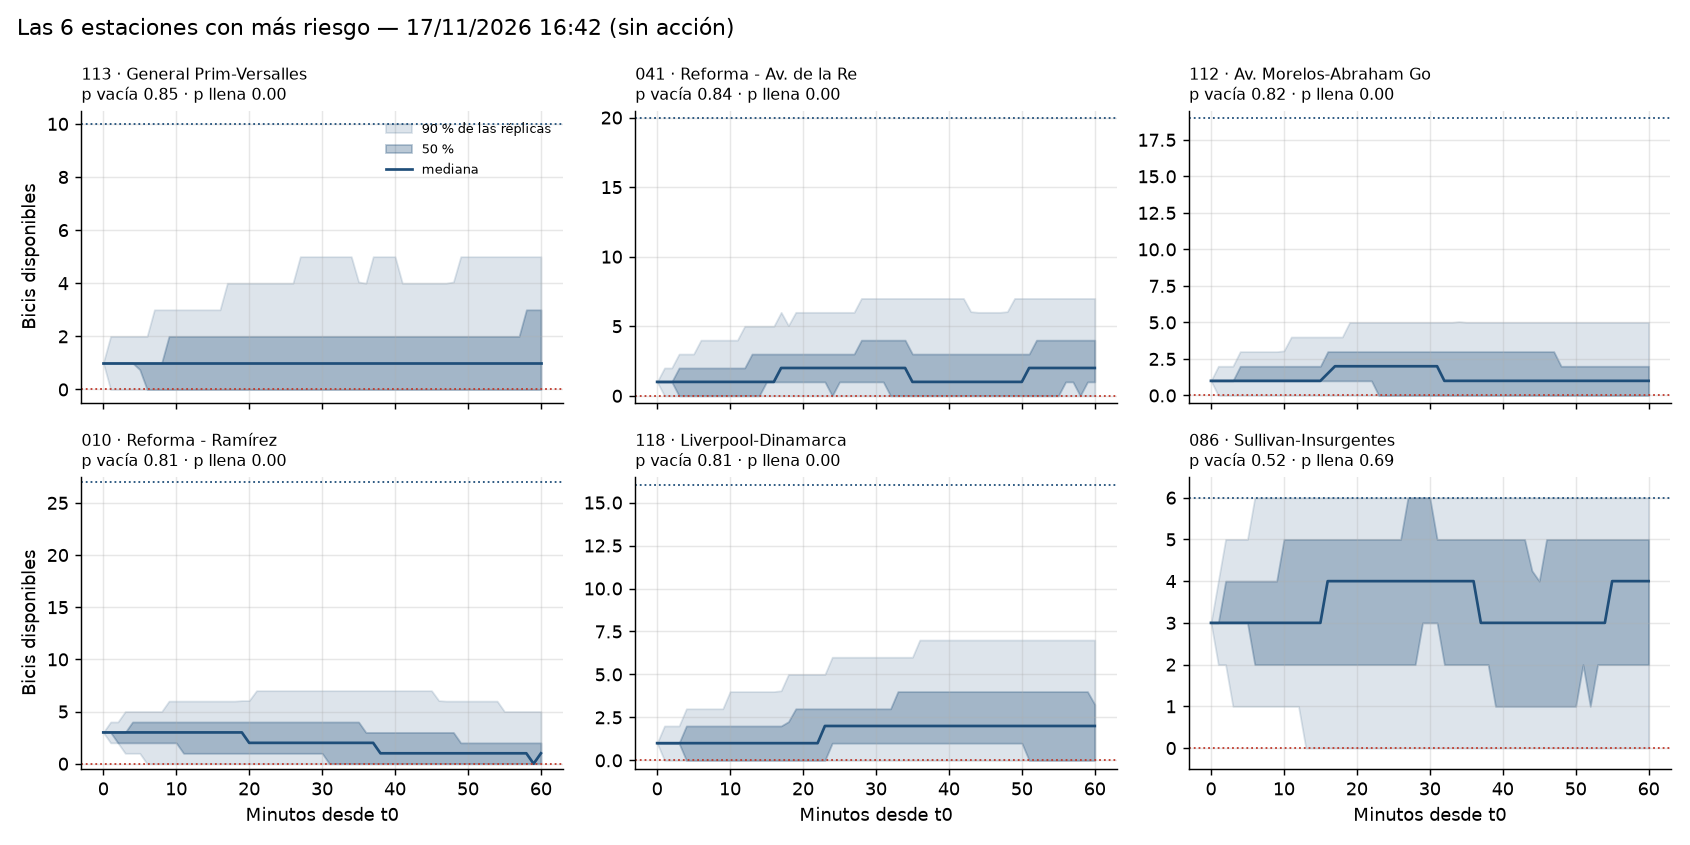 Las 6 estaciones con más riesgo — 17/11/2026 16:42 (sin acción)
113 · General Prim-Versalles
p vacía 0.85 · p llena 0.00
10
8
6
4
2
0
Bicis disponibles
90 % de las réplicas
50 %
mediana
041 · Reforma - Av. de la Re
p vacía 0.84 · p llena 0.00
20
15
10
5
0
112 · Av. Morelos-Abraham Go
p vacía 0.82 · p llena 0.00
17.5
15.0
12.5
10.0
7.5
5.0
2.5
0.0
010 · Reforma - Ramírez
p vacía 0.81 · p llena 0.00
25
20
15
10
5
0
Bicis disponibles
0 10 20 30 40 50 60
Minutos desde t0
118 · Liverpool-Dinamarca
p vacía 0.81 · p llena 0.00
15.0
12.5
10.0
7.5
5.0
2.5
0.0
0 10 20 30 40 50 60
Minutos desde t0
086 · Sullivan-Insurgentes
p vacía 0.52 · p llena 0.69
6
5
4
3
2
1
0
0 10 20 30 40 50 60
Minutos desde t0